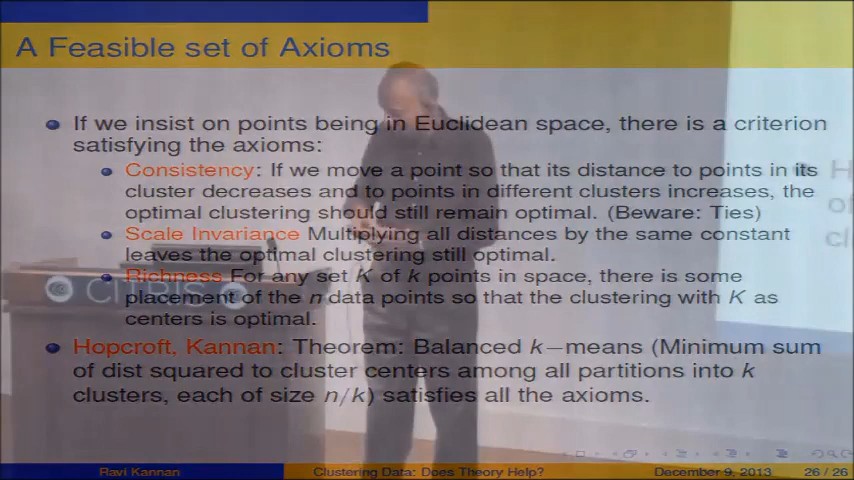 A Feasible set of Axioms
If we insist on points being in Euclidean space, there is a criterion
satisfying the axioms:
Consistency: If we move a point so that its distance to points in its
cluster decreases and to points in different clusters increases, the
optimal clustering should still remain optimal. (Beware: Ties)
Scale Invariance Multiplying all distances by the same constant
leaves the optimal clustering still optimal.
Richness For any set K of k points in space, there is some
placement of the n data points so that the clustering with K as
centers is optimal.
Hopcroft, Kannan: Theorem: Balanced k−means (Minimum sum
of dist squared to cluster centers among all partitions into k
clusters, each of size n/k) satisfies all the axioms.
CITRIS
H
of
cl
Ravi Kannan Clustering Data: Does Theory Help? December 9, 2013 26 / 26